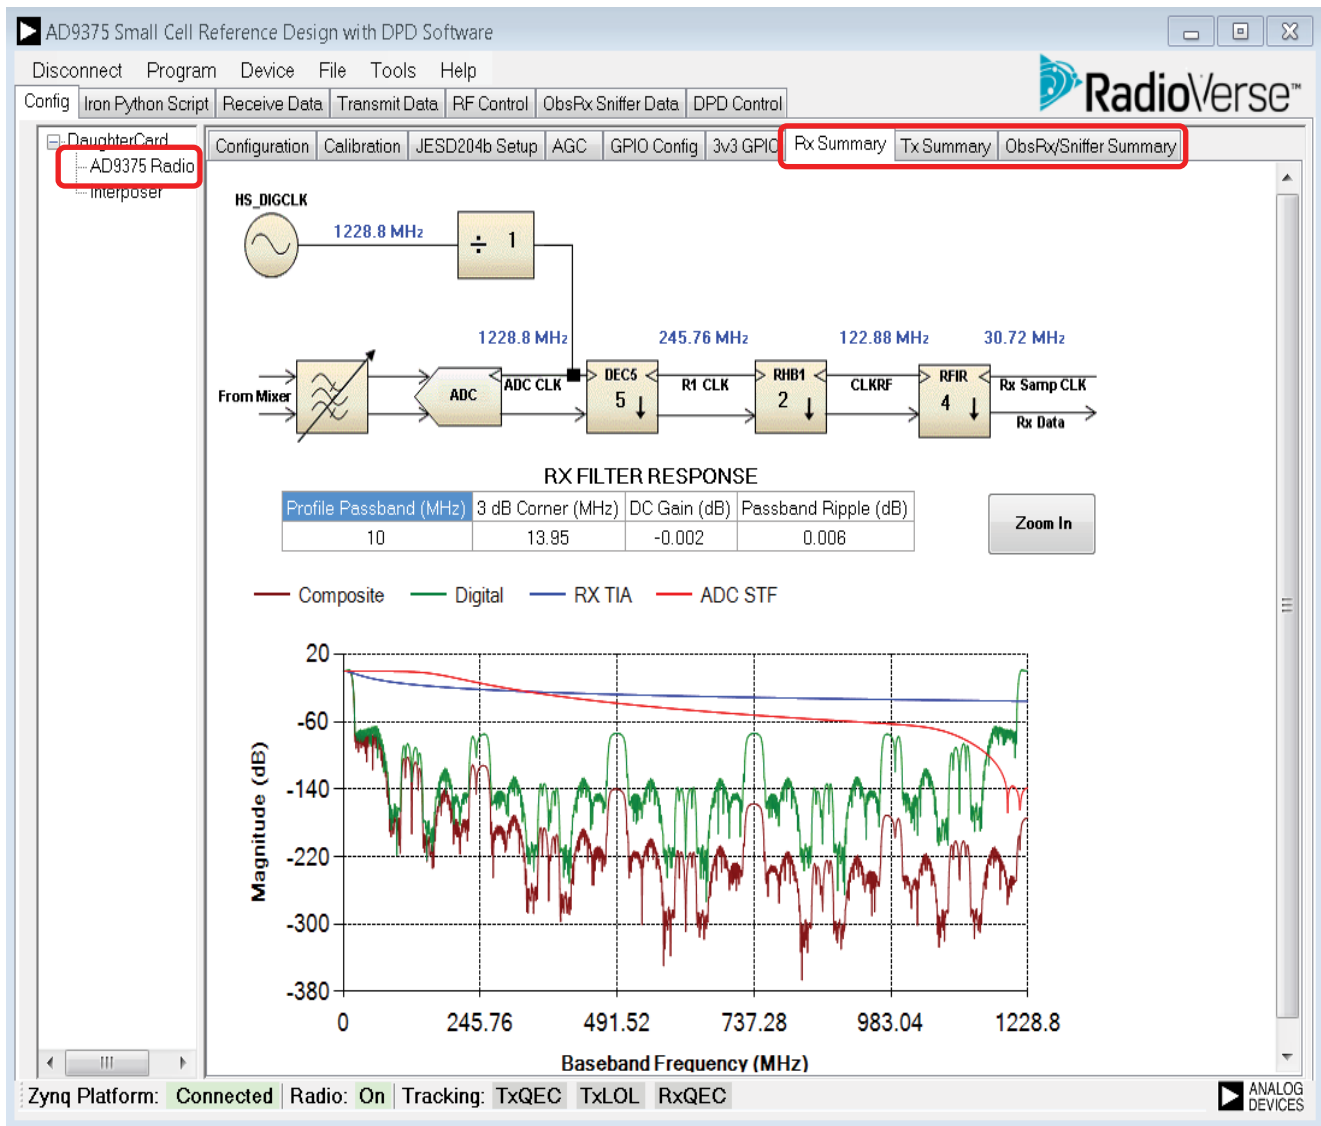 AD9375 Small Cell Reference Design with DPD Software
Disconnect Program Device File Tools Help
RadioVerse™
Config Iron Python Script Receive Data Transmit Data RF Control ObsRx Sniffer Data DPD Control
DaughterCard
AD9375 Radio
Interposer
Configuration Calibration JESD204b Setup AGC GPIO Config 3v3 GPIO Rx Summary Tx Summary ObsRx/Sniffer Summary
HS_DIGCLK
1228.8 MHz
÷ 1
1228.8 MHz 245.76 MHz 122.88 MHz 30.72 MHz
From Mixer
ADC
ADC CLK
DEC5
5
R1 CLK
RHB1
2
CLKRF
RFIR
4
Rx Samp CLK
Rx Data
RX FILTER RESPONSE
Profile Passband (MHz) 3 dB Corner (MHz) DC Gain (dB) Passband Ripple (dB)
10 13.95 -0.002 0.006
Zoom In
Composite Digital RX TIA ADC STF
Magnitude (dB)
20
-60
-140
-220
-300
-380
0 245.76 491.52 737.28 983.04 1228.8
Baseband Frequency (MHz)
Zynq Platform: Connected Radio: On Tracking: TxQEC TxLOL RxQEC
ANALOG
DEVICES